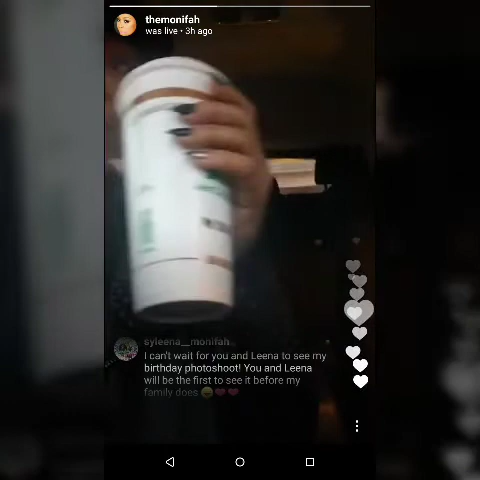 themonifah
was live • 3h ago
syleena__monifah
I can't wait for you and Leena to see my
birthday photoshoot! You and Leena
will be the first to see it before my
family does 😄❤️❤️